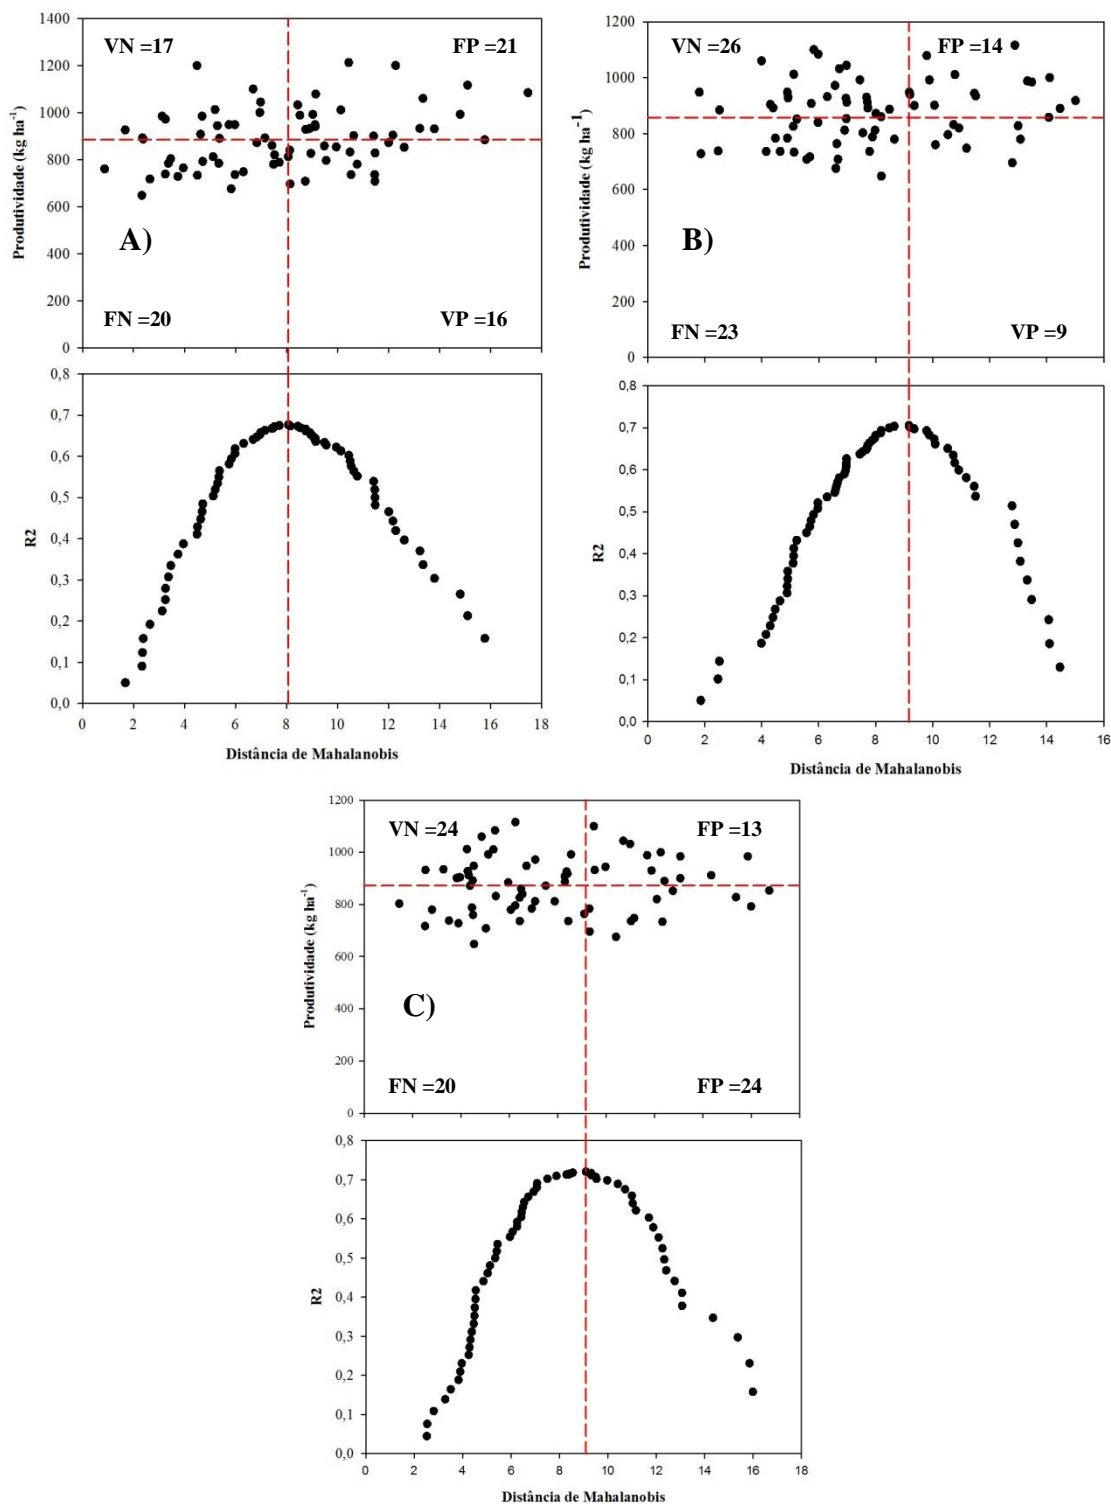 1400
1200
1000
800
600
400
200
0
Produtividade (kg ha⁻¹)
VN =17
FP =21
A)
FN =20
VP =16
0,8
0,7
0,6
0,5
0,4
0,3
0,2
0,1
0,0
R2
0 2 4 6 8 10 12 14 16 18
Distância de Mahalanobis
1200
1000
800
600
400
200
0
Produtividade (kg ha⁻¹)
VN =26
FP =14
B)
FN =23
VP =9
0,8
0,7
0,6
0,5
0,4
0,3
0,2
0,1
0,0
R2
0 2 4 6 8 10 12 14 16
Distância de Mahalanobis
1200
1000
800
600
400
200
0
Produtividade (kg ha⁻¹)
VN =24
FP =13
C)
FN =20
FP =24
0,8
0,7
0,6
0,5
0,4
0,3
0,2
0,1
0,0
R2
0 2 4 6 8 10 12 14 16 18
Distância de Mahalanobis